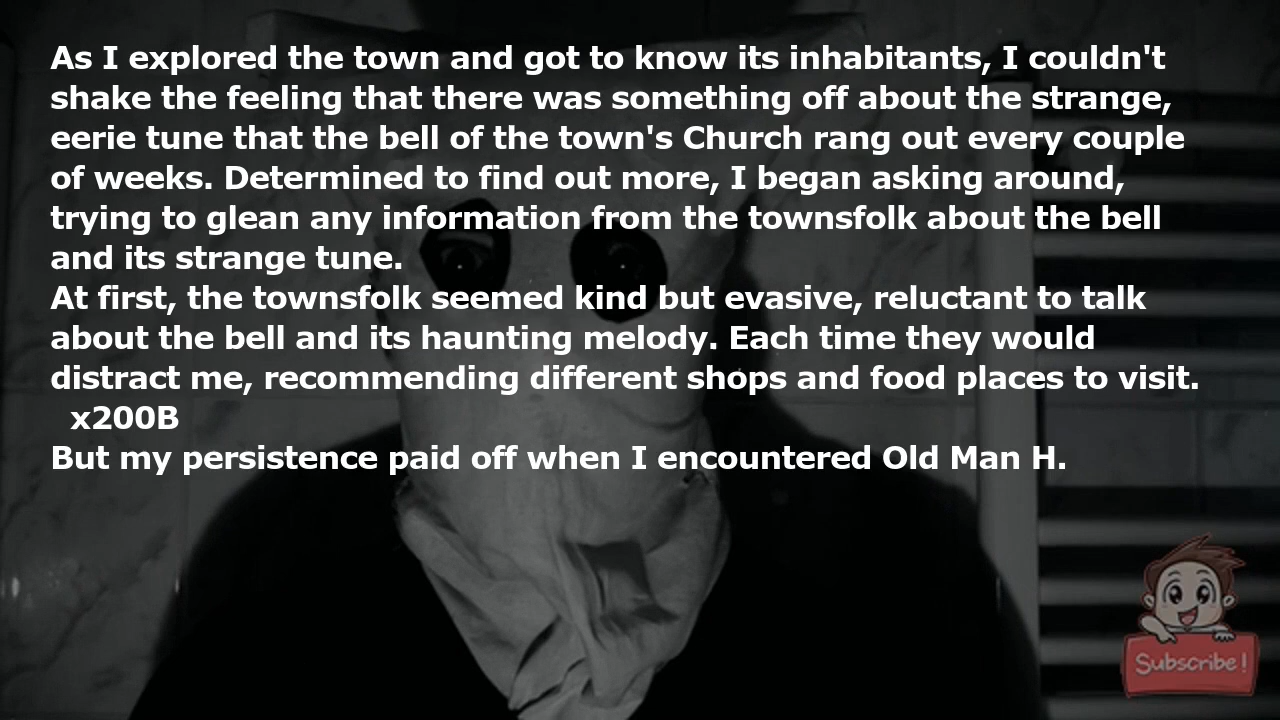 As I explored the town and got to know its inhabitants, I couldn't
shake the feeling that there was something off about the strange,
eerie tune that the bell of the town's Church rang out every couple
of weeks. Determined to find out more, I began asking around,
trying to glean any information from the townsfolk about the bell
and its strange tune.
At first, the townsfolk seemed kind but evasive, reluctant to talk
about the bell and its haunting melody. Each time they would
distract me, recommending different shops and food places to visit.
x200B
But my persistence paid off when I encountered Old Man H.
Subscribe!